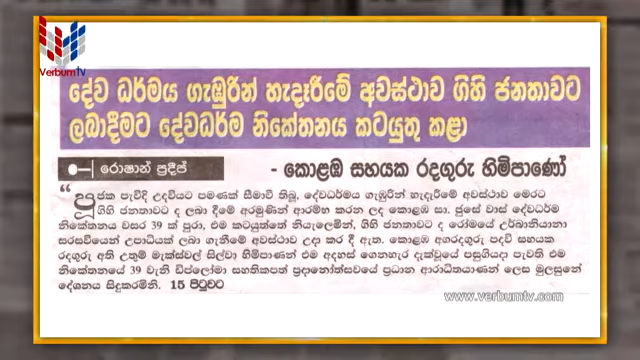 VerbumTV
දේව ධර්මය ගැඹුරින් හැදෑරීමේ අවස්ථාව ගිහි ජනතාවට
ලබාදීමට දේවධර්ම නිකේතනය කටයුතු කළා
රොෂාන් ප්‍රදීප්
- කොළඹ සහයක රදගුරු හිමිපාණෝ
“පූජක පැවිදි උදවියට පමණක් සීමාවී තිබූ, දේවධර්මය ගැඹුරින් හැදෑරීමේ අවස්ථාව මෙරට
ගිහි ජනතාවට ද ලබා දීමේ අරමුණින් ආරම්භ කරන ලද කොළඹ සා. ජුසේ වාස් දේවධර්ම
නිකේතනය වසර 39 ක් පුරා, එම කටයුත්තේ නියැලෙමින්, ගිහි ජනතාවට ද රෝමයේ උර්බානියානා
සරසවියෙන් උපාධියක් ලබා ගැනීමේ අවස්ථාව උදා කර දී ඇත. කොළඹ අගරදගුරු පදවි සහයක
රදගුරු අති උතුම් මැක්ස්වල් සිල්වා හිමිපාණන් එම අදහස් ගෙනහැර දැක්වූයේ පසුගියදා පැවති එම
නිකේතනයේ 39 වැනි ඩිප්ලෝමා සහතිකපත් ප්‍රදානෝත්සවයේ ප්‍රධාන ආරාධිතයාණන් ලෙස මුලසුනේ
දේශනය සිදුකරමිනි. 15 පිටුවට
www.verbumtv.com